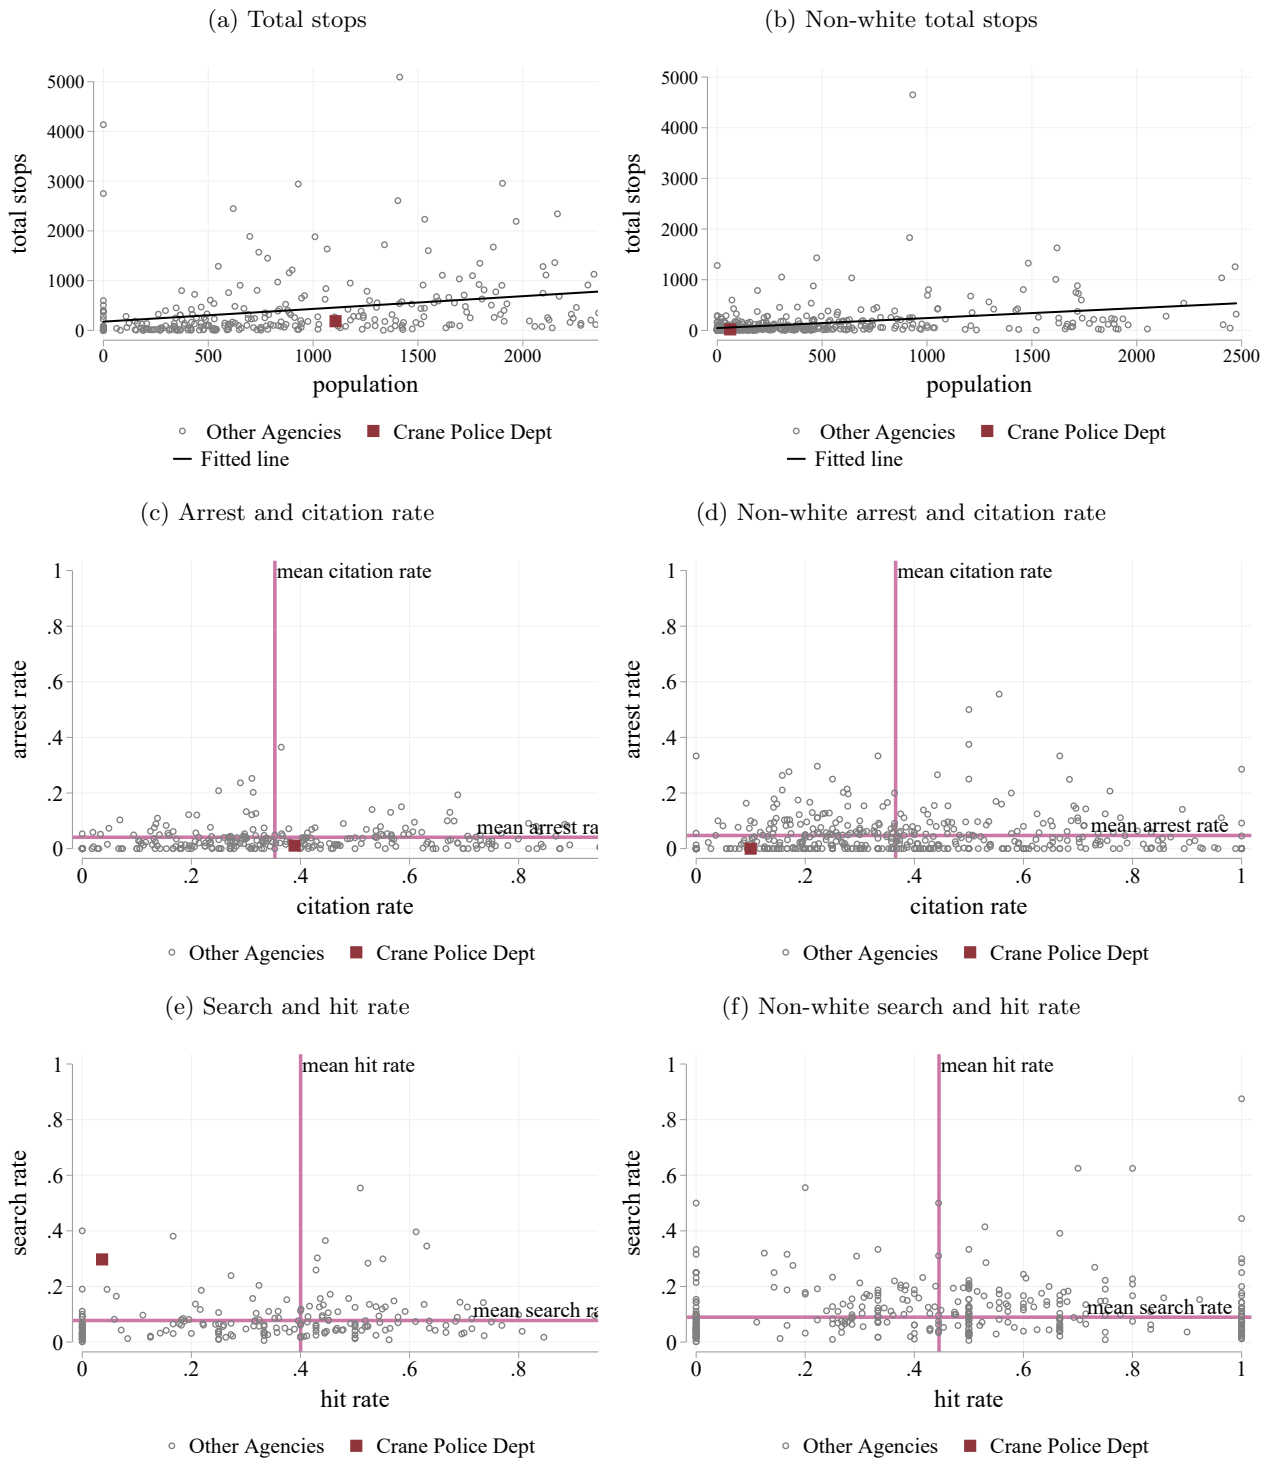 (a) Total stops
total stops
5000
4000
3000
2000
1000
0
0 500 1000 1500 2000
population
Other Agencies Crane Police Dept
Fitted line
(b) Non-white total stops
total stops
5000
4000
3000
2000
1000
0
0 500 1000 1500 2000 2500
population
Other Agencies Crane Police Dept
Fitted line
(c) Arrest and citation rate
mean citation rate
arrest rate
1
.8
.6
.4
.2
0
mean arrest ra
0 .2 .4 .6 .8
citation rate
Other Agencies Crane Police Dept
(d) Non-white arrest and citation rate
mean citation rate
arrest rate
1
.8
.6
.4
.2
0
mean arrest rate
0 .2 .4 .6 .8 1
citation rate
Other Agencies Crane Police Dept
(e) Search and hit rate
mean hit rate
search rate
1
.8
.6
.4
.2
0
mean search ra
0 .2 .4 .6 .8
hit rate
Other Agencies Crane Police Dept
(f) Non-white search and hit rate
mean hit rate
search rate
1
.8
.6
.4
.2
0
mean search rate
0 .2 .4 .6 .8 1
hit rate
Other Agencies Crane Police Dept